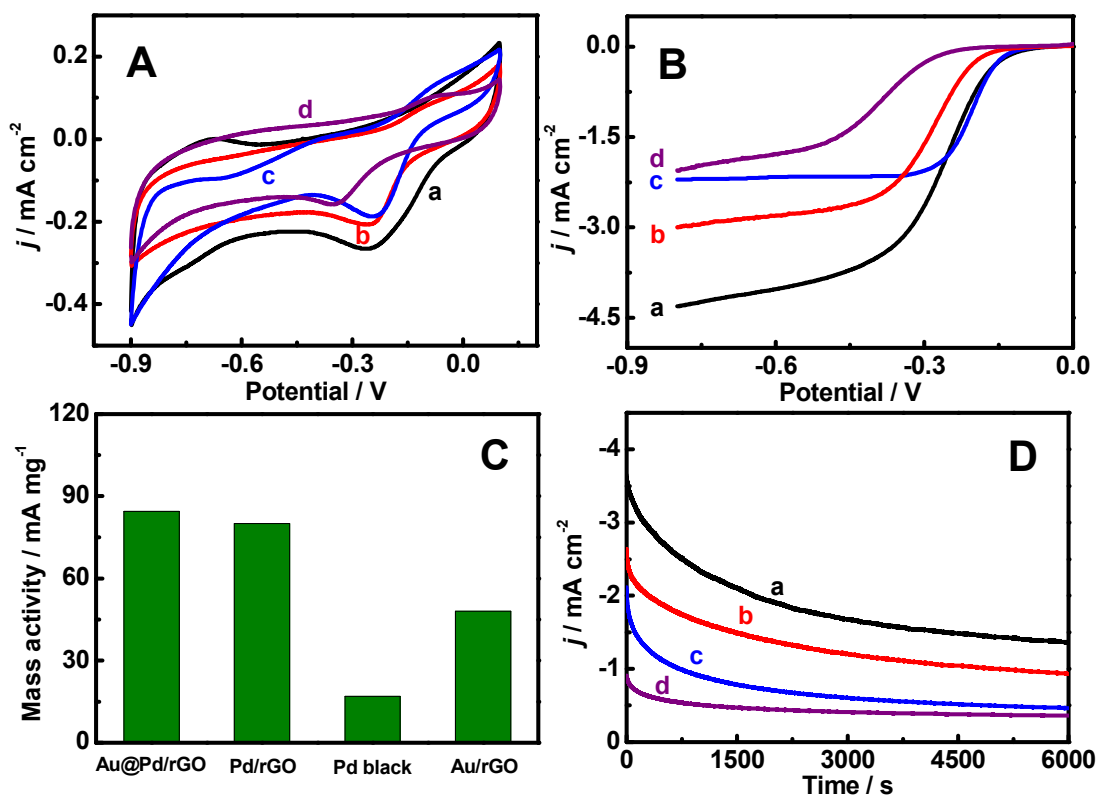 A
0.2
0.0
-0.2
-0.4
j / mA cm-2
-0.9
-0.6
-0.3
0.0
Potential / V
d
c
b
a
B
0.0
-1.5
-3.0
-4.5
j / mA cm-2
-0.9
-0.6
-0.3
0.0
Potential / V
d
c
b
a
C
120
90
60
30
0
Mass activity / mA mg-1
Au@Pd/rGO Pd/rGO Pd black Au/rGO
D
-4
-3
-2
-1
0
j / mA cm-2
0 1500 3000 4500 6000
Time / s
a
b
c
d